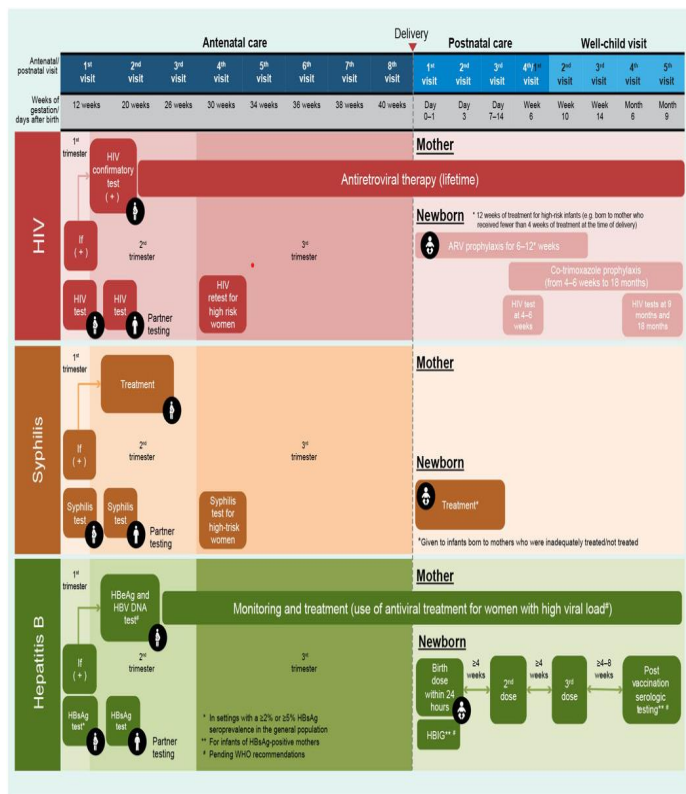 Delivery
Antenatal care
Postnatal care
Well-child visit
Antenatal/
postnatal visit
1st
visit
2nd
visit
3rd
visit
4th
visit
5th
visit
6th
visit
7th
visit
8th
visit
1st
visit
2nd
visit
3rd
visit
4th/1st
visit
2nd
visit
3rd
visit
4th
visit
5th
visit
Weeks of
gestation/
days after birth
12 weeks
20 weeks
26 weeks
30 weeks
34 weeks
36 weeks
38 weeks
40 weeks
Day
0–1
Day
3
Day
7–14
Week
6
Week
10
Week
14
Month
6
Month
9
HIV
1st
trimester
HIV
confirmatory
test
(+)
Mother
Antiretroviral therapy (lifetime)
Newborn
* 12 weeks of treatment for high-risk infants (e.g. born to mother who
received fewer than 4 weeks of treatment at the time of delivery)
If
(+)
2nd
trimester
3rd
trimester
ARV prophylaxis for 6–12* weeks
Co-trimoxazole prophylaxis
(from 4–6 weeks to 18 months)
HIV
test
HIV
test
Partner
testing
HIV
retest for
high risk
women
HIV test
at 4–6
weeks
HIV tests at 9
months and
18 months
Syphilis
1st
trimester
Treatment
Mother
If
(+)
2nd
trimester
3rd
trimester
Newborn
Syphilis
test
Syphilis
test
Partner
testing
Syphilis
test for
high-trisk
women
Treatment*
*Given to infants born to mothers who were inadequately treated/not treated
Hepatitis B
1st
trimester
HBeAg and
HBV DNA
test#
Mother
Monitoring and treatment (use of antiviral treatment for women with high viral load#)
If
(+)
2nd
trimester
3rd
trimester
Newborn
Birth
dose
within 24
hours
≥4
weeks
2nd
dose
≥4
weeks
3rd
dose
≥4–8
weeks
Post
vaccination
serologic
testing** #
HBIG** #
HBsAg
test*
HBsAg
test
Partner
testing
* In settings with a ≥2% or ≥5% HBsAg
seroprevalence in the general population
** For infants of HBsAg-positive mothers
# Pending WHO recommendations